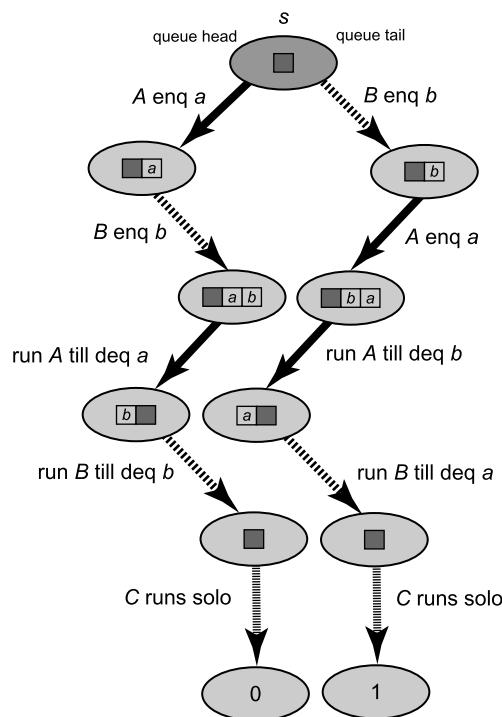 s
queue head queue tail
A enq a B enq b
a b
B enq b A enq a
a b b a
run A till deq a run A till deq b
b a
run B till deq b run B till deq a
C runs solo C runs solo
0 1